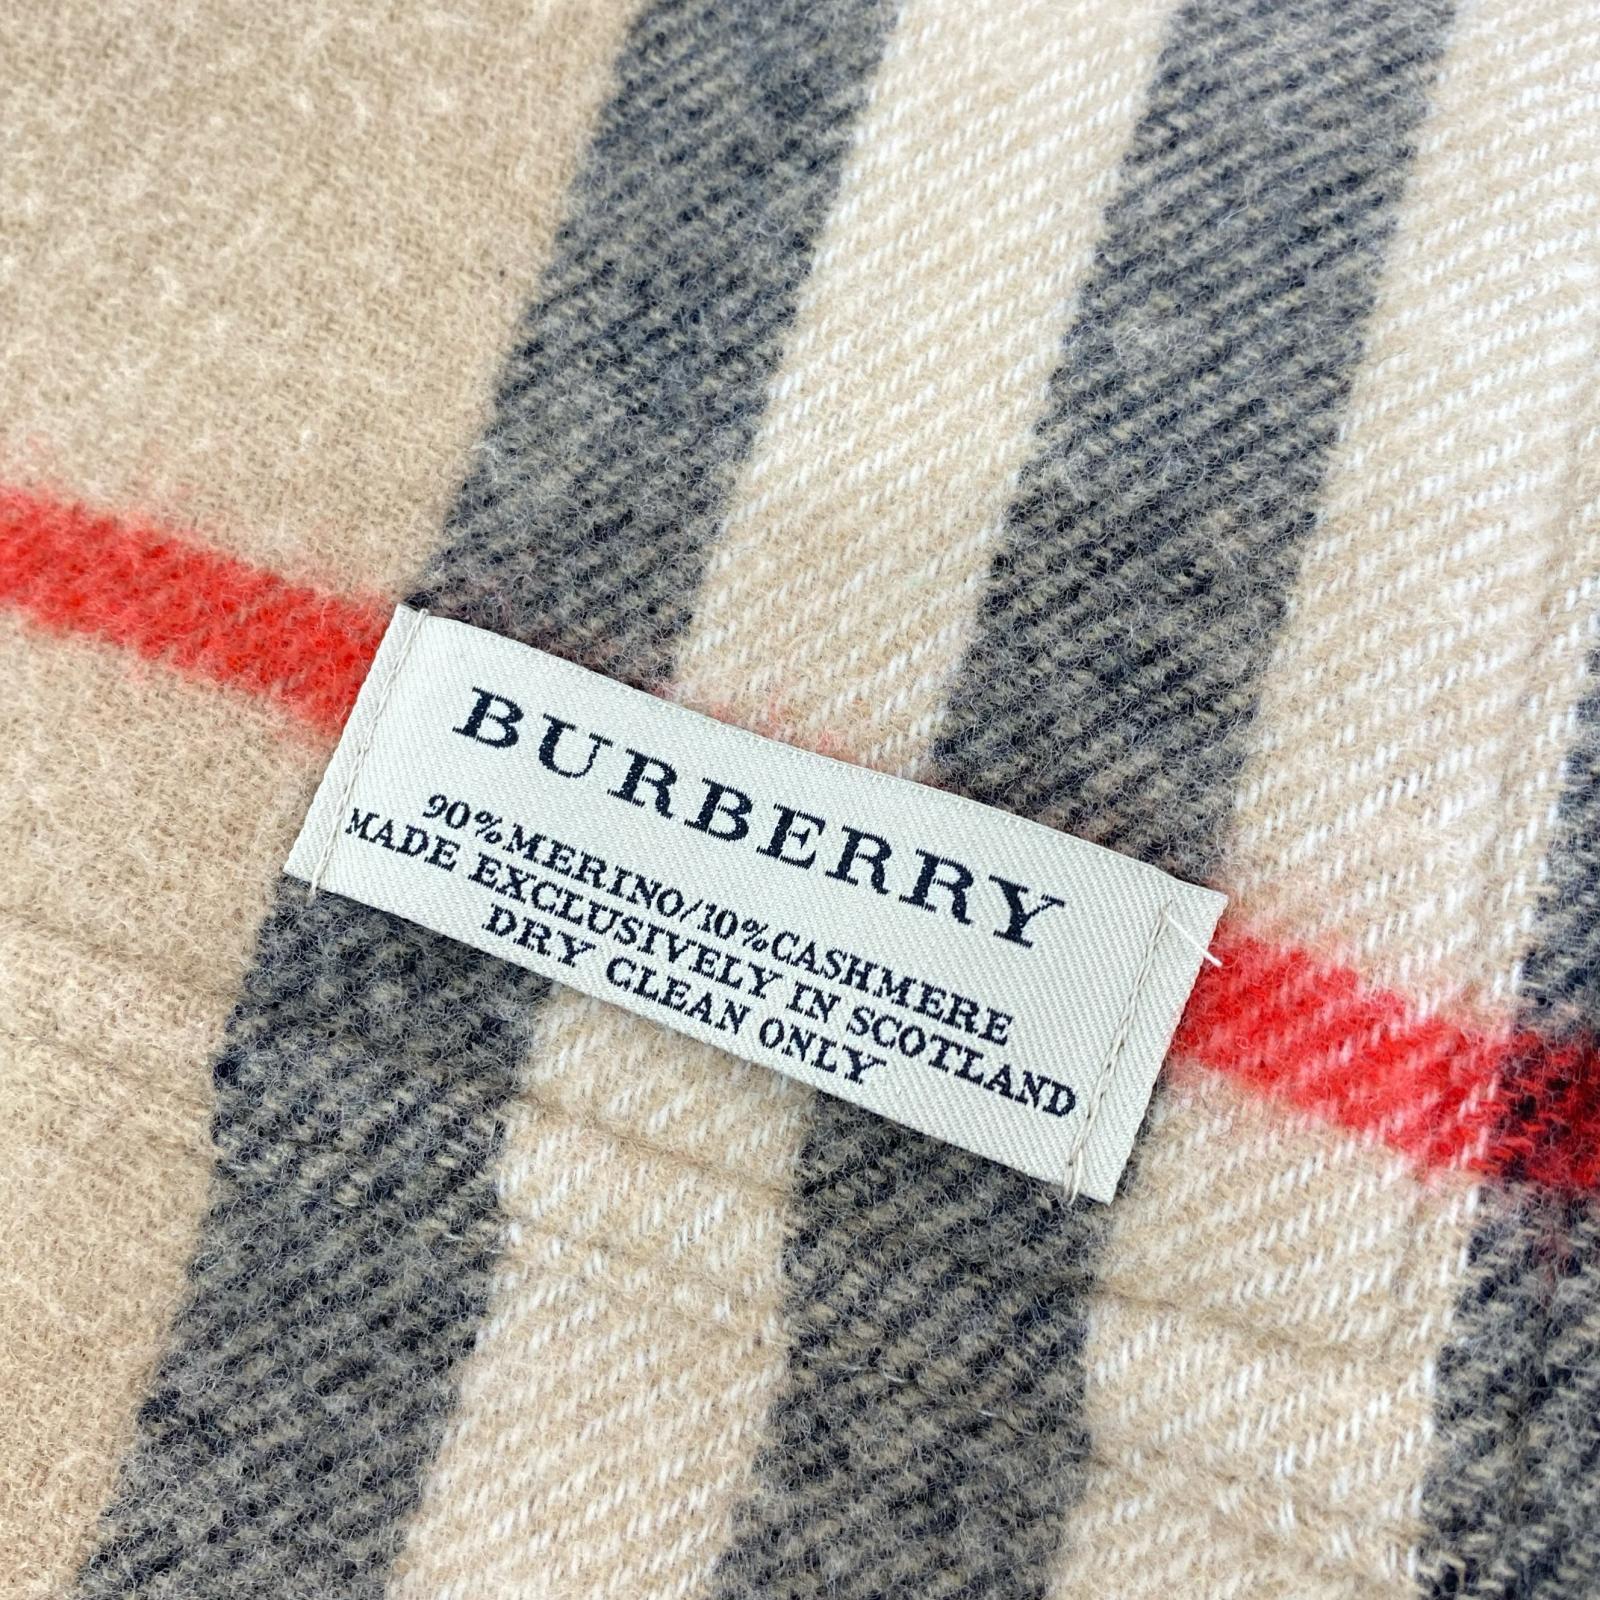 BURBERRY
90%MERINO/10%CASHMERE
MADE EXCLUSIVELY IN SCOTLAND
DRY CLEAN ONLY